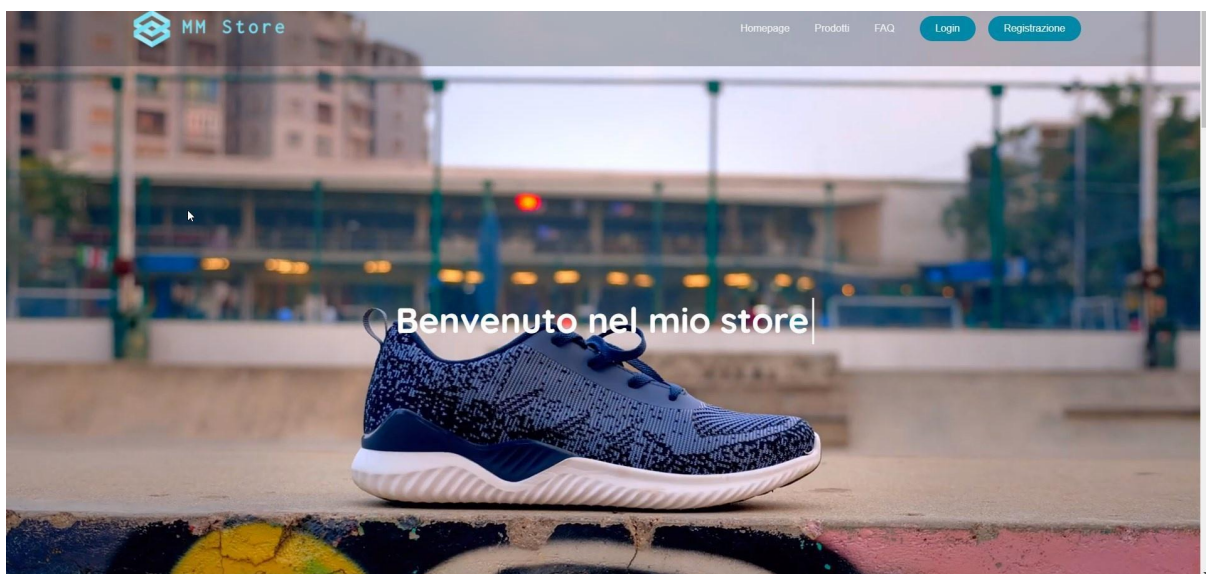 MM Store
Homepage Prodotti FAQ Login Registrazione
Benvenuto nel mio store